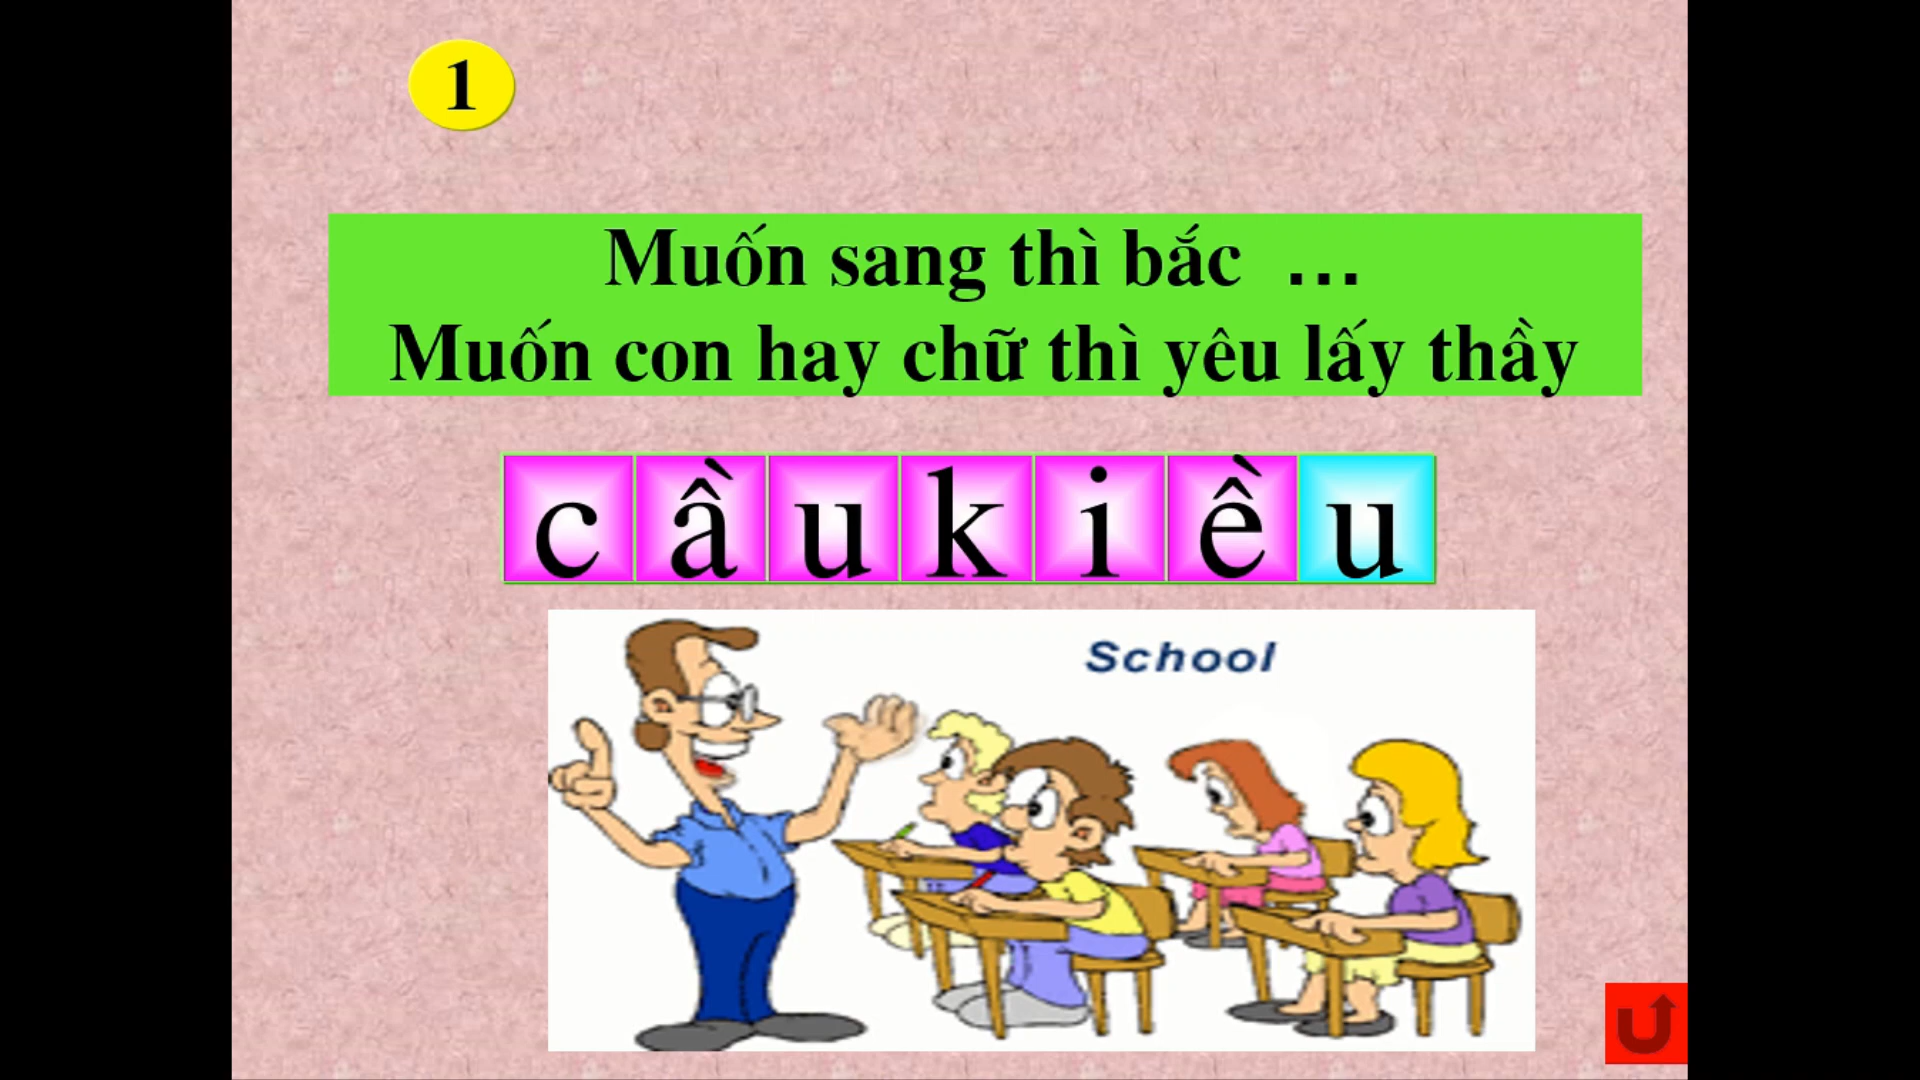 1
Muốn sang thì bắc ...
Muốn con hay chữ thì yêu lấy thầy
cầukiều
School